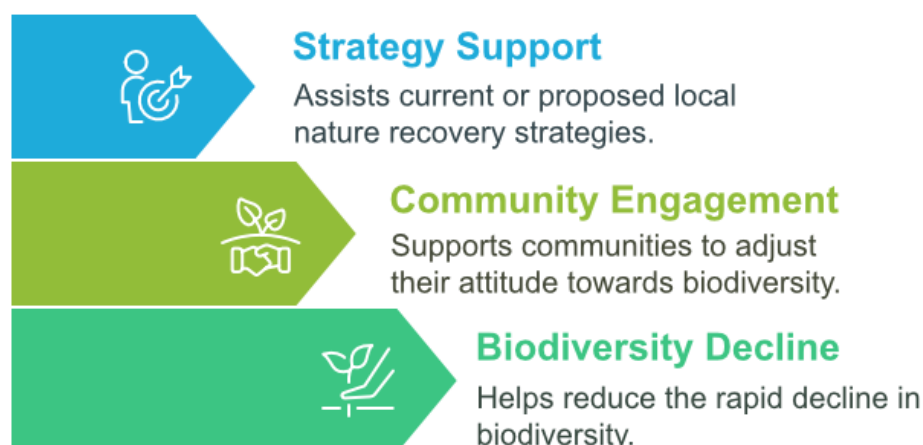 Strategy Support
Assists current or proposed local
nature recovery strategies.
Community Engagement
Supports communities to adjust
their attitude towards biodiversity.
Biodiversity Decline
Helps reduce the rapid decline in
biodiversity.